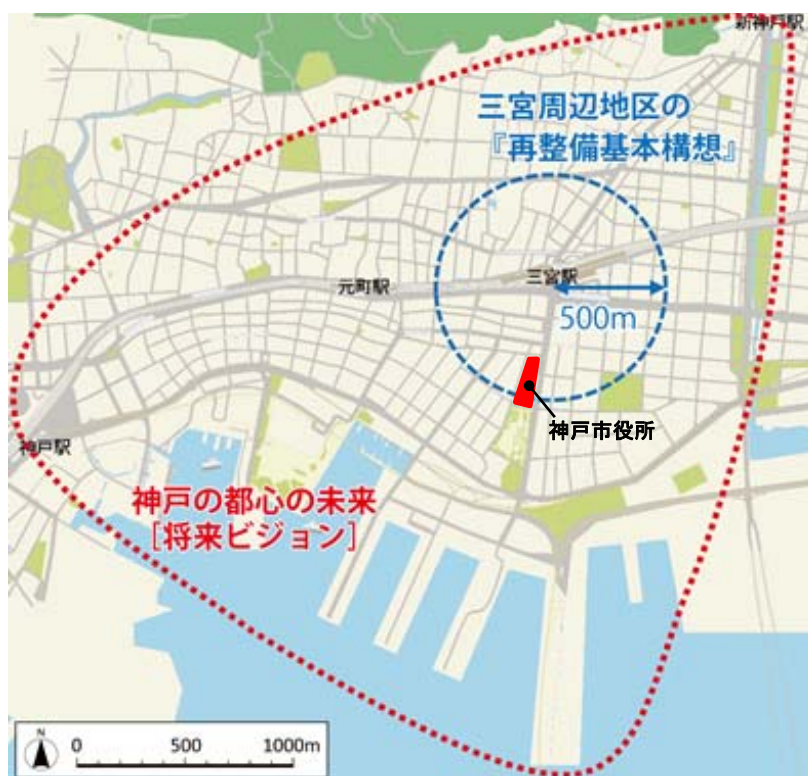 新神戸駅
三宮周辺地区の
『再整備基本構想』
元町駅
三宮駅
500m
神戸市役所
神戸駅
神戸の都心の未来
[将来ビジョン]
N
0 500 1000m